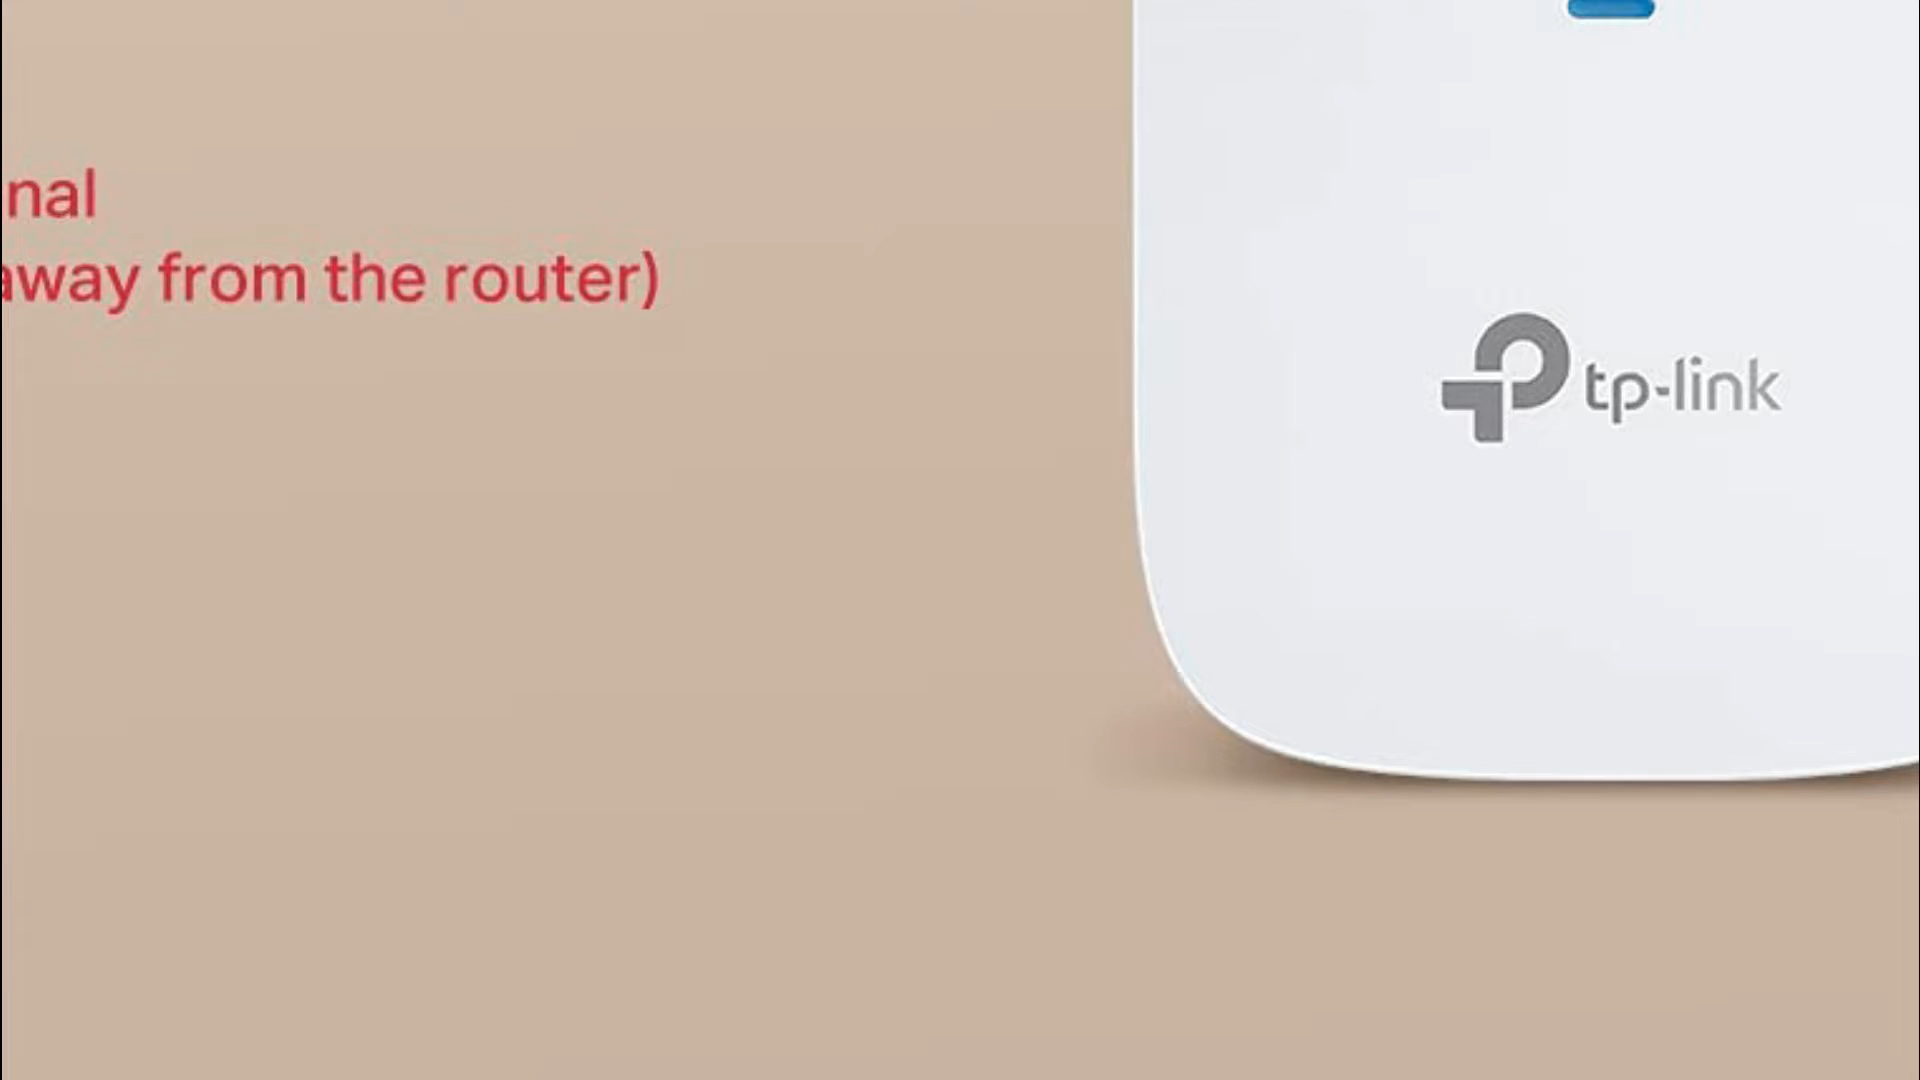 nal
away from the router)
tp-link